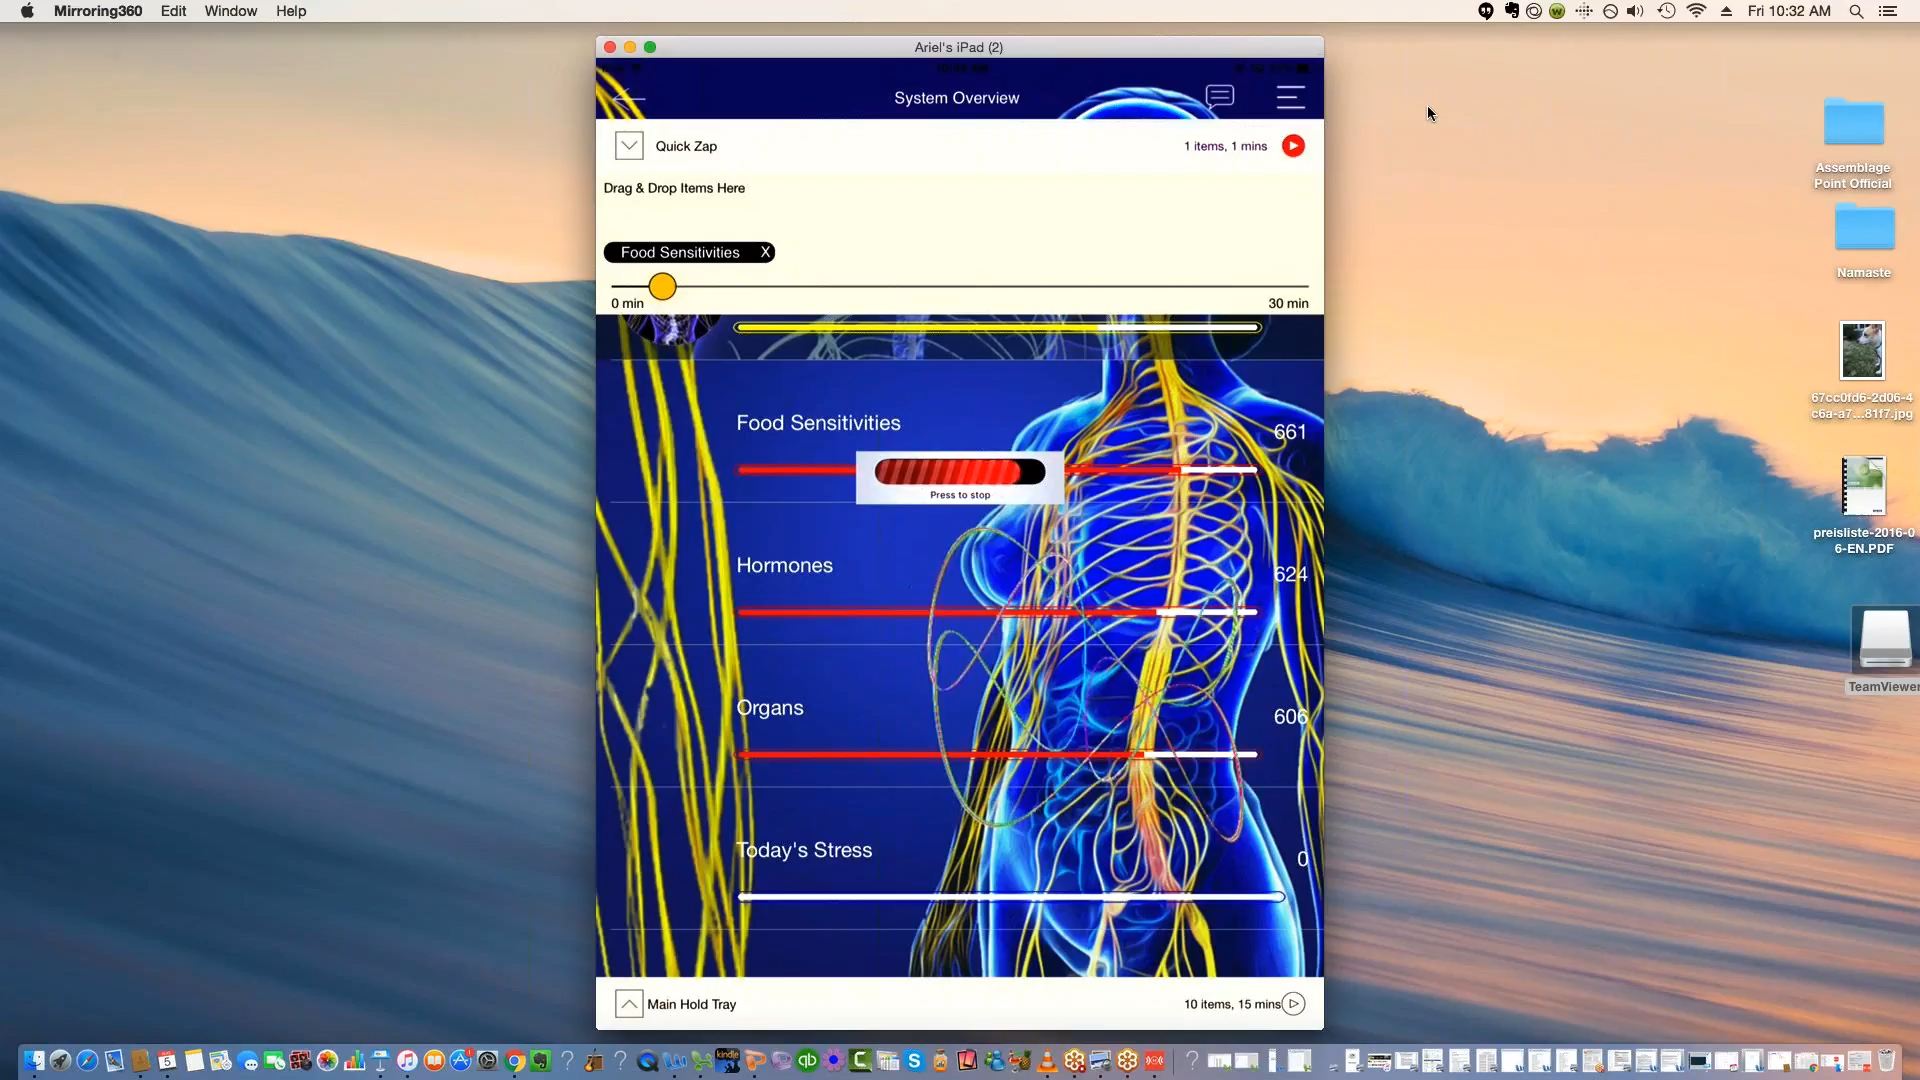 Mirroring360 Edit Window Help
Fri 10:32 AM
Ariel's iPad (2)
System Overview
Quick Zap
1 items, 1 mins
Drag & Drop Items Here
Food Sensitivities X
0 min
30 min
Food Sensitivities
661
Press to stop
Hormones
624
Organs
606
Today's Stress
0
Main Hold Tray
10 items, 15 mins
Assemblage
Point Official
Namaste
67cc0fd6-2d06-4
c6a-a7...81f7.jpg
preisliste-2016-0
6-EN.PDF
TeamViewer